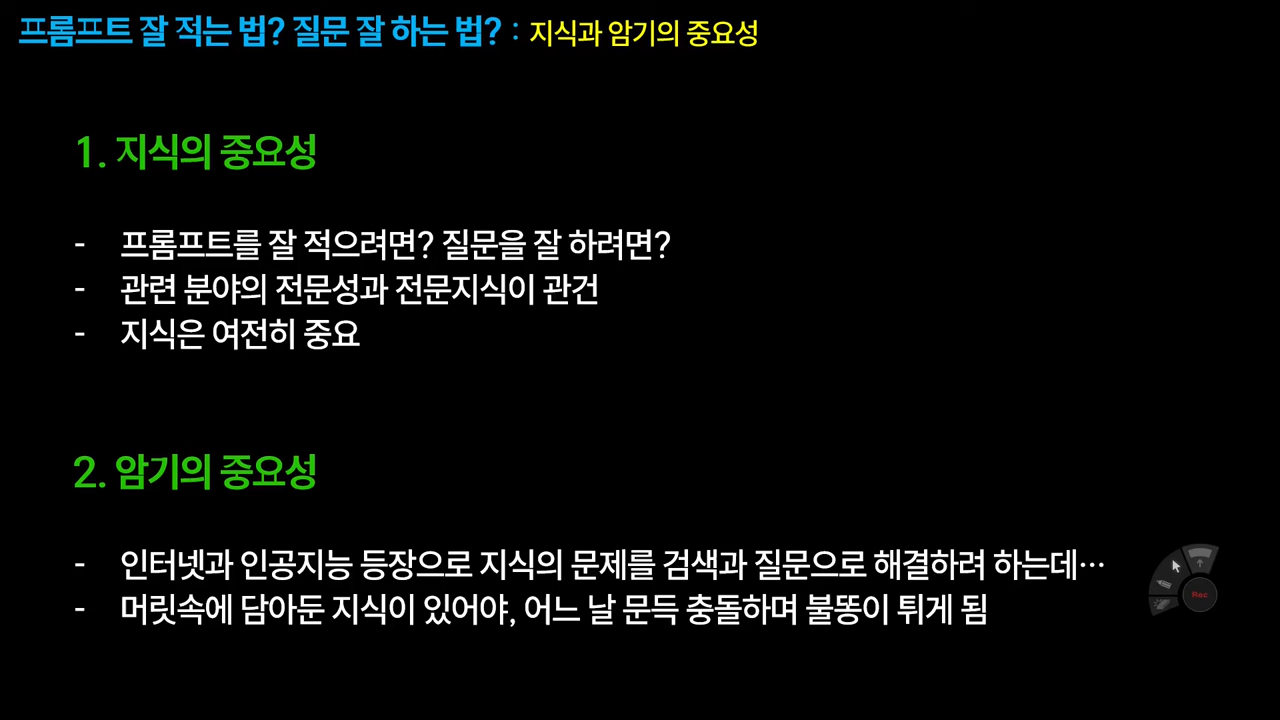 프롬프트 잘 적는 법? 질문 잘 하는 법? : 지식과 암기의 중요성
1. 지식의 중요성
- 프롬프트를 잘 적으려면? 질문을 잘 하려면?
- 관련 분야의 전문성과 전문지식이 관건
- 지식은 여전히 중요
2. 암기의 중요성
- 인터넷과 인공지능 등장으로 지식의 문제를 검색과 질문으로 해결하려 하는데…
- 머릿속에 담아둔 지식이 있어야, 어느 날 문득 충돌하며 불똥이 튀게 됨
Rec